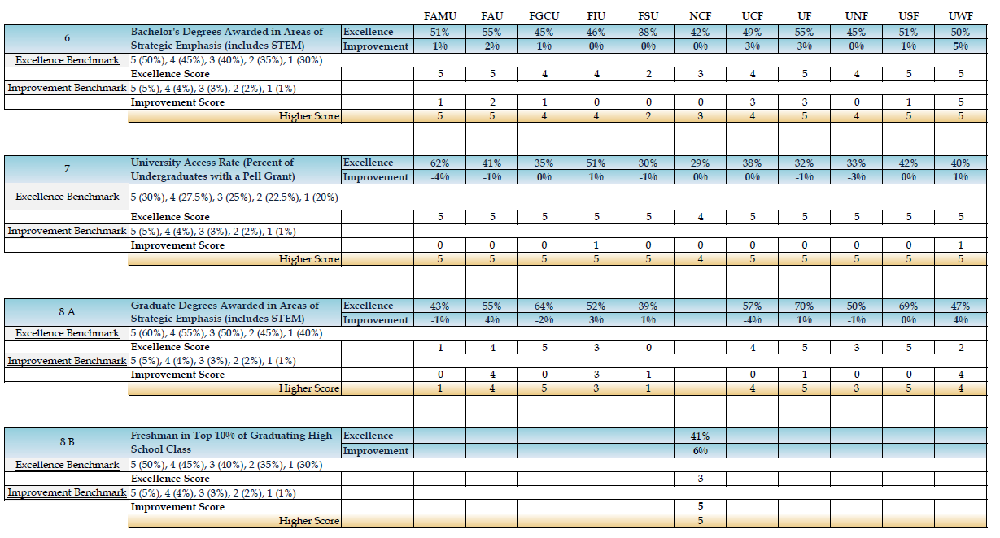 FAMU FAU FGCU FIU FSU NCF UCF UF UNF USF UWF
6 Bachelor's Degrees Awarded in Areas of Strategic Emphasis (includes STEM) Excellence 51% 55% 45% 46% 38% 42% 49% 55% 45% 51% 50%
Improvement 1% 2% 1% 0% 0% 0% 3% 3% 0% 1% 5%
Excellence Benchmark 5 (50%), 4 (45%), 3 (40%), 2 (35%), 1 (30%)
Excellence Score 5 5 4 4 2 3 4 5 4 5 5
Improvement Benchmark 5 (5%), 4 (4%), 3 (3%), 2 (2%), 1 (1%)
Improvement Score 1 2 1 0 0 0 3 3 0 1 5
Higher Score 5 5 4 4 2 3 4 5 4 5 5
7 University Access Rate (Percent of Undergraduates with a Pell Grant) Excellence 62% 41% 35% 51% 30% 29% 38% 32% 33% 42% 40%
Improvement -4% -1% 0% 1% -1% 0% 0% -1% -3% 0% 1%
Excellence Benchmark 5 (30%), 4 (27.5%), 3 (25%), 2 (22.5%), 1 (20%)
Excellence Score 5 5 5 5 5 4 5 5 5 5 5
Improvement Benchmark 5 (5%), 4 (4%), 3 (3%), 2 (2%), 1 (1%)
Improvement Score 0 0 0 1 0 0 0 0 0 0 1
Higher Score 5 5 5 5 5 4 5 5 5 5 5
8.A Graduate Degrees Awarded in Areas of Strategic Emphasis (includes STEM) Excellence 43% 55% 64% 52% 39% 57% 70% 50% 69% 47%
Improvement -1% 4% -2% 3% 1% -4% 1% -1% 0% 4%
Excellence Benchmark 5 (60%), 4 (55%), 3 (50%), 2 (45%), 1 (40%)
Excellence Score 1 4 5 3 0 4 5 3 5 2
Improvement Benchmark 5 (5%), 4 (4%), 3 (3%), 2 (2%), 1 (1%)
Improvement Score 0 4 0 3 1 0 1 0 0 4
Higher Score 1 4 5 3 1 4 5 3 5 4
8.B Freshman in Top 10% of Graduating High School Class Excellence 41%
Improvement 6%
Excellence Benchmark 5 (50%), 4 (45%), 3 (40%), 2 (35%), 1 (30%)
Excellence Score 3
Improvement Benchmark 5 (5%), 4 (4%), 3 (3%), 2 (2%), 1 (1%)
Improvement Score 5
Higher Score 5